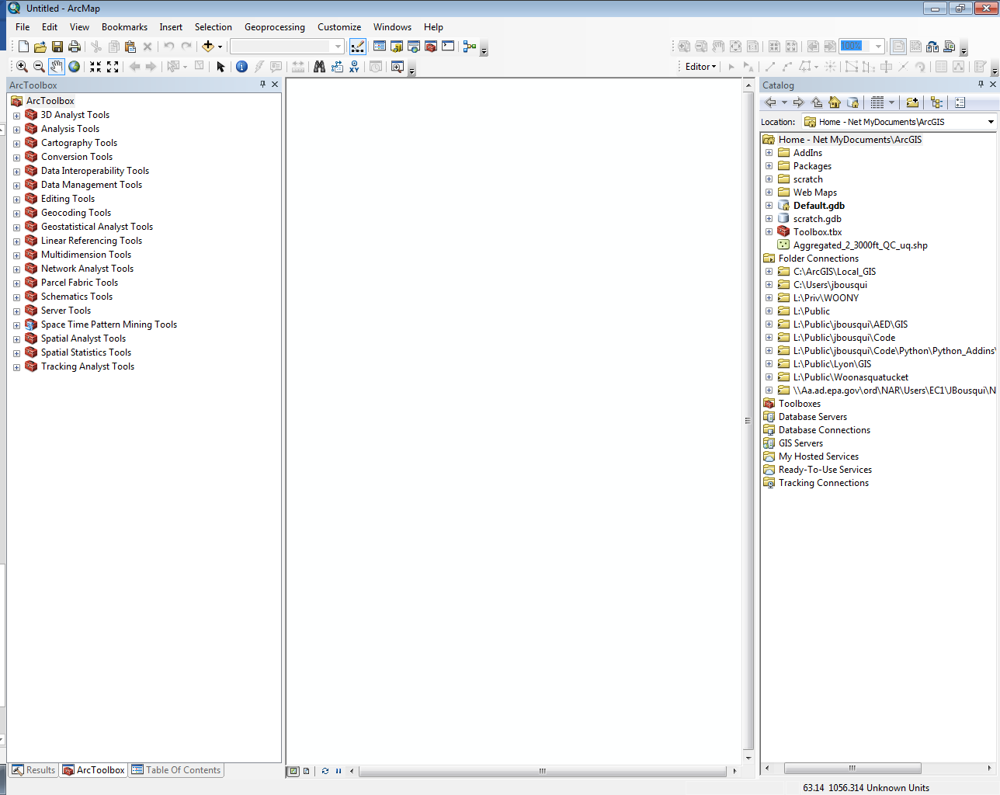 Untitled - ArcMap
File Edit View Bookmarks Insert Selection Geoprocessing Customize Windows Help
100%
Editor
ArcToolbox
ArcToolbox
3D Analyst Tools
Analysis Tools
Cartography Tools
Conversion Tools
Data Interoperability Tools
Data Management Tools
Editing Tools
Geocoding Tools
Geostatistical Analyst Tools
Linear Referencing Tools
Multidimension Tools
Network Analyst Tools
Parcel Fabric Tools
Schematics Tools
Server Tools
Space Time Pattern Mining Tools
Spatial Analyst Tools
Spatial Statistics Tools
Tracking Analyst Tools
Results ArcToolbox Table Of Contents
Catalog
Location: Home - Net MyDocuments\ArcGIS
Home - Net MyDocuments\ArcGIS
AddIns
Packages
scratch
Web Maps
Default.gdb
scratch.gdb
Toolbox.tbx
Aggregated_2_3000ft_QC_uq.shp
Folder Connections
C:\ArcGIS\Local_GIS
C:\Users\jbousqui
L:\Priv\WOONY
L:\Public
L:\Public\jbousqui\AED\GIS
L:\Public\jbousqui\Code
L:\Public\jbousqui\Code\Python\Python_Addins\
L:\Public\Lyon\GIS
L:\Public\Woonasquatucket
\\Aa.ad.epa.gov\ord\NAR\Users\EC1\JBousqui\N
Toolboxes
Database Servers
Database Connections
GIS Servers
My Hosted Services
Ready-To-Use Services
Tracking Connections
63.14 1056.314 Unknown Units